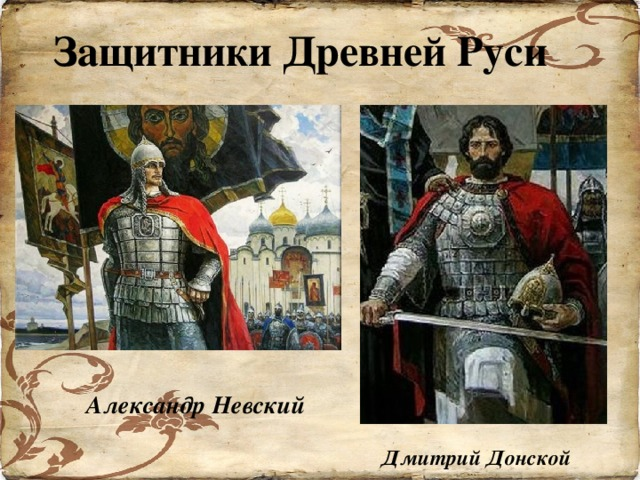 Защитники Древней Руси
Александр Невский
Дмитрий Донской